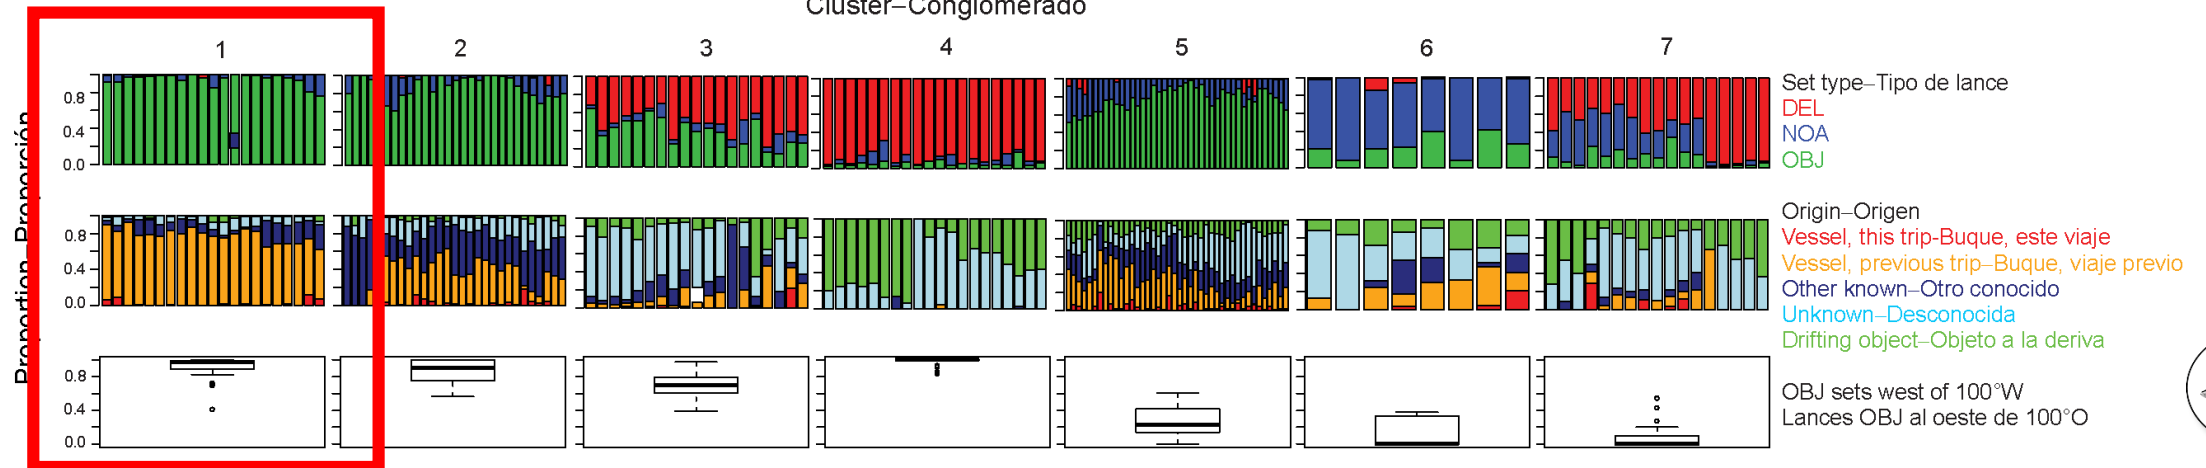 Cluster–Conglomerado
1 2 3 4 5 6 7
Proportion–Proporción
0.8
0.4
0.0
Set type–Tipo de lance
DEL
NOA
OBJ
0.8
0.4
0.0
Origin–Origen
Vessel, this trip-Buque, este viaje
Vessel, previous trip–Buque, viaje previo
Other known–Otro conocido
Unknown–Desconocida
Drifting object–Objeto a la deriva
0.8
0.4
0.0
OBJ sets west of 100°W
Lances OBJ al oeste de 100°O